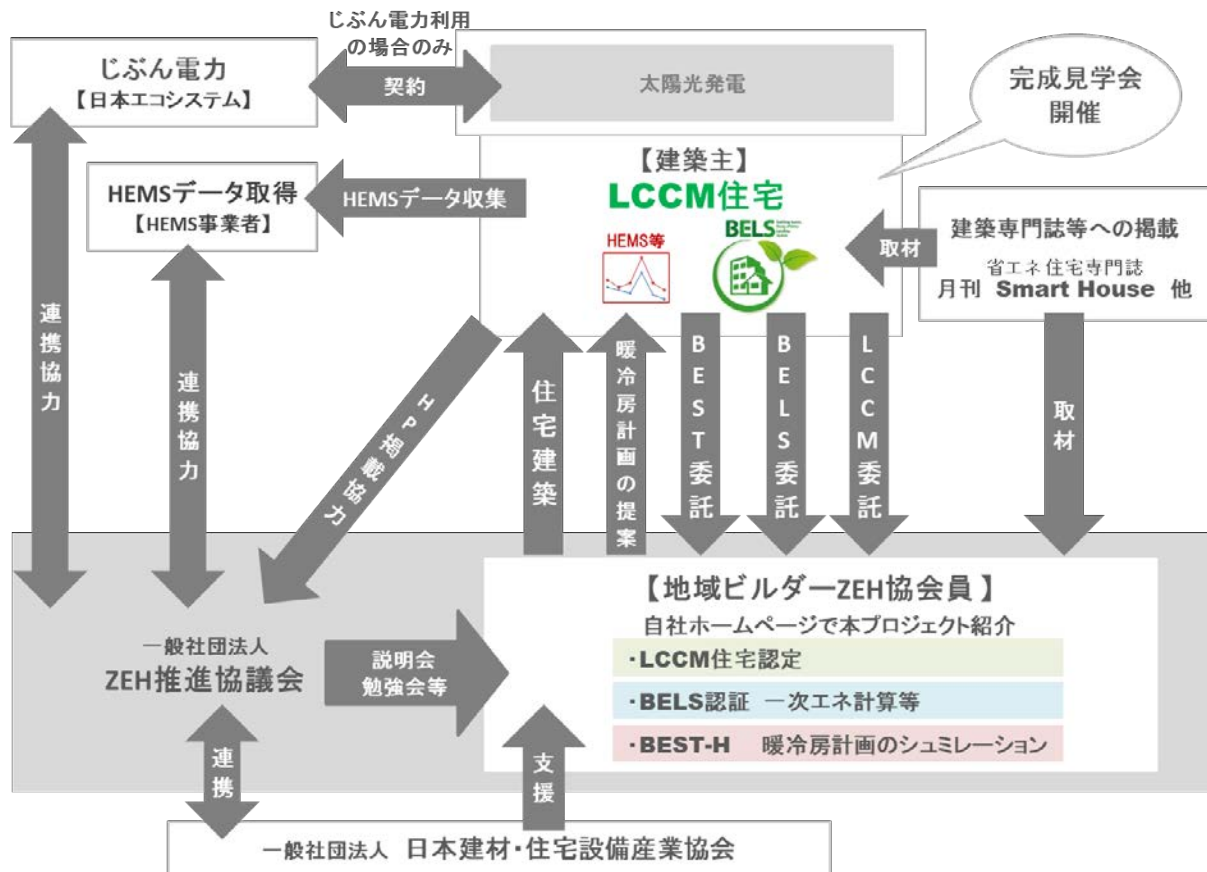 じぶん電力利用
の場合のみ
じぶん電力
【日本エコシステム】
契約
太陽光発電
完成見学会
開催
【建築主】
LCCM住宅
HEMSデータ取得
【HEMS事業者】
HEMSデータ収集
HEMS等
BELS
取材
建築専門誌等への掲載
省エネ住宅専門誌
月刊 Smart House 他
連携協力
連携協力
HP掲載協力
住宅建築
暖冷房計画の提案
BEST委託
BELS委託
LCCM委託
取材
【地域ビルダーZEH協会員】
自社ホームページで本プロジェクト紹介
・LCCM住宅認定
・BELS認証 一次エネ計算等
・BEST-H 暖冷房計画のシュミレーション
一般社団法人
ZEH推進協議会
説明会
勉強会等
連携
支援
一般社団法人 日本建材・住宅設備産業協会